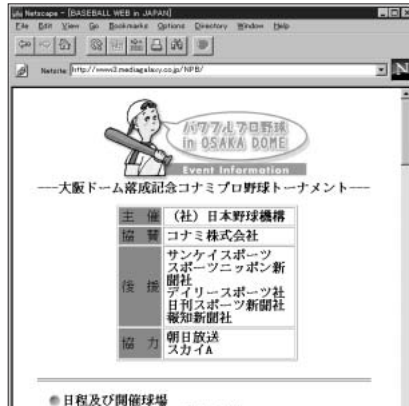 Netscape - [BASEBALL WEB in JAPAN]
File Edit View Go Bookmarks Options Directory Window Help
Netsite: http://www2.mediagalaxy.co.jp/NPB/
N
パワフルプロ野球
in OSAKA DOME
Event Information
---大阪ドーム落成記念コナミプロ野球トーナメント---
主 催 (社)日本野球機構
協 賛 コナミ株式会社
後 援 サンケイスポーツ
スポーツニッポン新
聞社
デイリースポーツ社
日刊スポーツ新聞社
報知新聞社
協 力 朝日放送
スカイA
日程及び開催球場